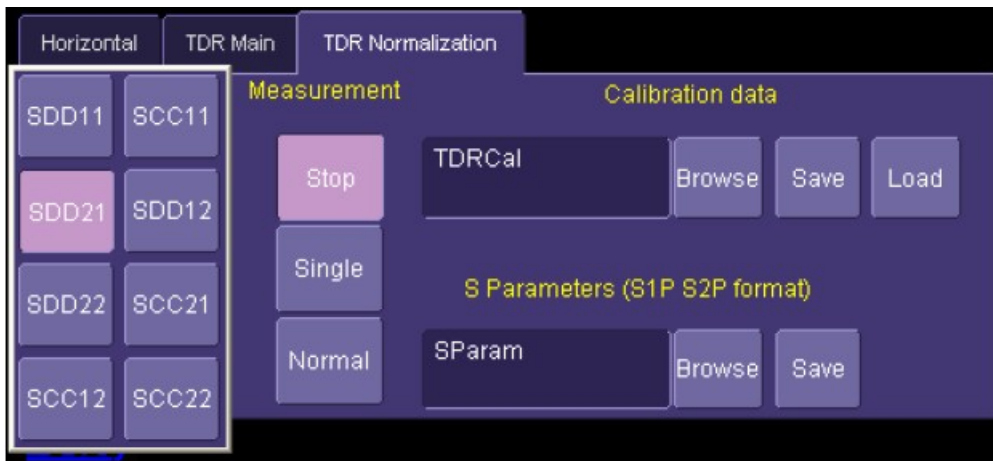 Horizontal TDR Main TDR Normalization
Measurement Calibration data
SDD11 SCC11
Stop TDRCal Browse Save Load
SDD21 SDD12
Single
S Parameters (S1P S2P format)
SDD22 SCC21
Normal SParam Browse Save
SCC12 SCC22